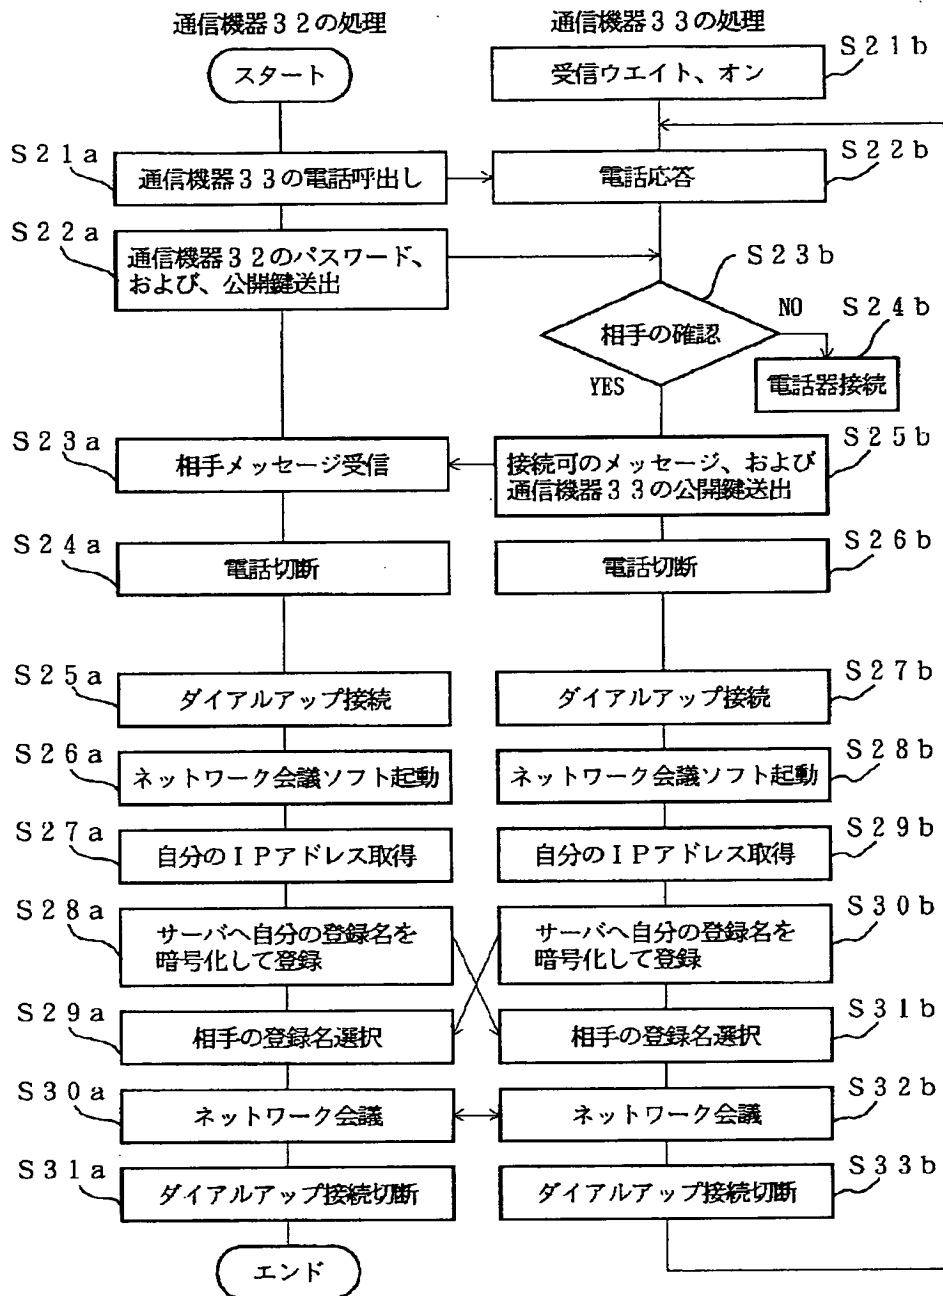 通信機器３２の処理
通信機器３３の処理
スタート
受信ウエイト、オン
Ｓ２１ｂ
Ｓ２１ａ
通信機器３３の電話呼出し
電話応答
Ｓ２２ｂ
Ｓ２２ａ
通信機器３２のパスワード、
および、公開鍵送出
Ｓ２３ｂ
相手の確認
NO
YES
Ｓ２４ｂ
電話器接続
Ｓ２３ａ
相手メッセージ受信
接続可のメッセージ、および
通信機器３３の公開鍵送出
Ｓ２５ｂ
Ｓ２４ａ
電話切断
電話切断
Ｓ２６ｂ
Ｓ２５ａ
ダイアルアップ接続
ダイアルアップ接続
Ｓ２７ｂ
Ｓ２６ａ
ネットワーク会議ソフト起動
ネットワーク会議ソフト起動
Ｓ２８ｂ
Ｓ２７ａ
自分のＩＰアドレス取得
自分のＩＰアドレス取得
Ｓ２９ｂ
Ｓ２８ａ
サーバへ自分の登録名を
暗号化して登録
サーバへ自分の登録名を
暗号化して登録
Ｓ３０ｂ
Ｓ２９ａ
相手の登録名選択
相手の登録名選択
Ｓ３１ｂ
Ｓ３０ａ
ネットワーク会議
ネットワーク会議
Ｓ３２ｂ
Ｓ３１ａ
ダイアルアップ接続切断
ダイアルアップ接続切断
Ｓ３３ｂ
エンド